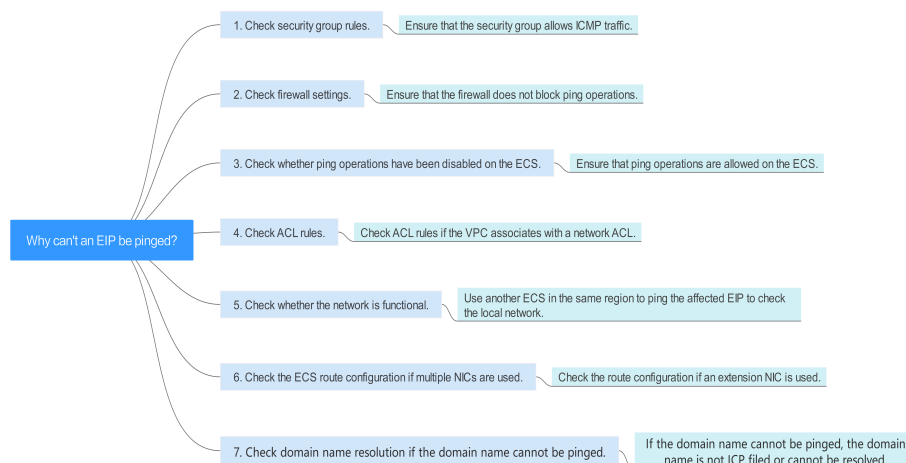 1. Check security group rules.
Ensure that the security group allows ICMP traffic.
2. Check firewall settings.
Ensure that the firewall does not block ping operations.
3. Check whether ping operations have been disabled on the ECS.
Ensure that ping operations are allowed on the ECS.
Why can't an EIP be pinged?
4. Check ACL rules.
Check ACL rules if the VPC associates with a network ACL.
5. Check whether the network is functional.
Use another ECS in the same region to ping the affected EIP to check
the local network.
6. Check the ECS route configuration if multiple NICs are used.
Check the route configuration if an extension NIC is used.
7. Check domain name resolution if the domain name cannot be pinged.
If the domain name cannot be pinged, the domain
name is not ICP filed or cannot be resolved.